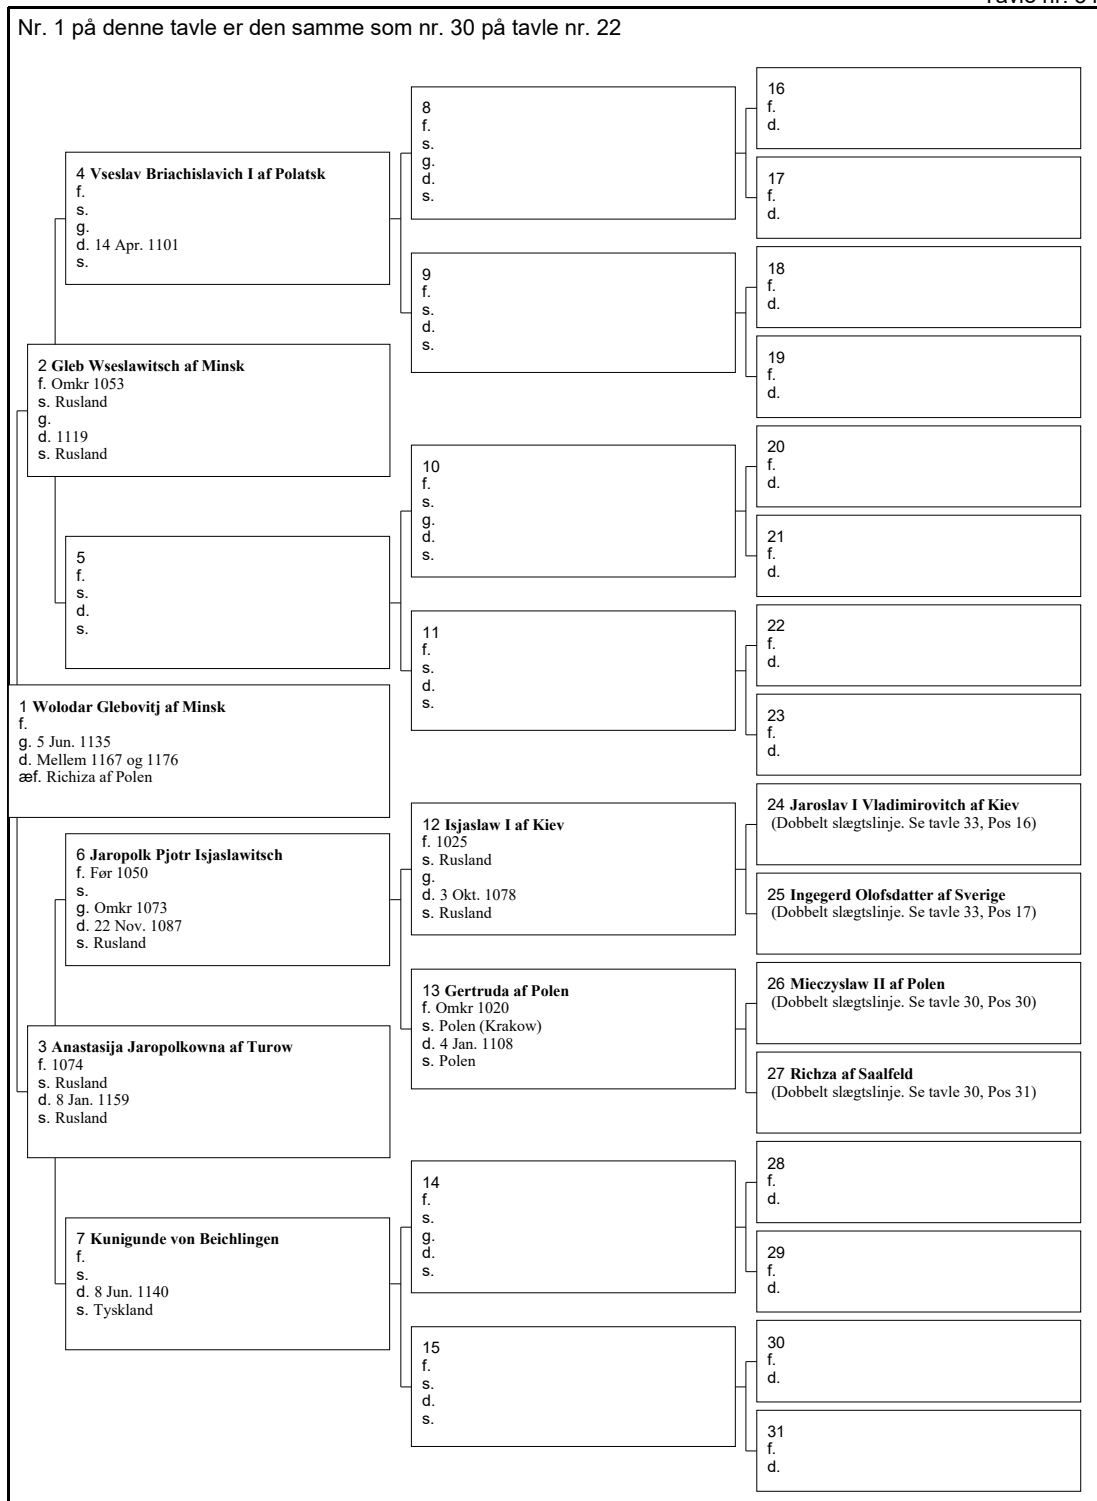 Nr. 1 på denne tavle er den samme som nr. 30 på tavle nr. 22
16
f.
d.
8
f.
s.
g.
d.
s.
4 Vseslav Briachislavich I af Polatsk
f.
s.
g.
d. 14 Apr. 1101
s.
17
f.
d.
18
f.
d.
9
f.
s.
d.
s.
2 Gleb Wseslawitsch af Minsk
f. Omkr 1053
s. Rusland
g.
d. 1119
s. Rusland
19
f.
d.
20
f.
d.
10
f.
s.
g.
d.
s.
21
f.
d.
5
f.
s.
d.
s.
22
f.
d.
11
f.
s.
d.
s.
1 Wolodar Glebovitj af Minsk
f.
g. 5 Jun. 1135
d. Mellem 1167 og 1176
æf. Richiza af Polen
23
f.
d.
24 Jaroslav I Vladimirovitch af Kiev
(Dobbelt slægtslinje. Se tavle 33, Pos 16)
12 Isjaslaw I af Kiev
f. 1025
s. Rusland
g.
d. 3 Okt. 1078
s. Rusland
6 Jaropolk Pjotr Isjaslawitsch
f. Før 1050
s.
g. Omkr 1073
d. 22 Nov. 1087
s. Rusland
25 Ingegerd Olofsdatter af Sverige
(Dobbelt slægtslinje. Se tavle 33, Pos 17)
26 Mieczyslaw II af Polen
(Dobbelt slægtslinje. Se tavle 30, Pos 30)
13 Gertruda af Polen
f. Omkr 1020
s. Polen (Krakow)
d. 4 Jan. 1108
s. Polen
3 Anastasija Jaropolkowna af Turow
f. 1074
s. Rusland
d. 8 Jan. 1159
s. Rusland
27 Richza af Saalfeld
(Dobbelt slægtslinje. Se tavle 30, Pos 31)
28
f.
d.
14
f.
s.
g.
d.
s.
7 Kunigunde von Beichlingen
f.
s.
d. 8 Jun. 1140
s. Tyskland
29
f.
d.
30
f.
d.
15
f.
s.
d.
s.
31
f.
d.